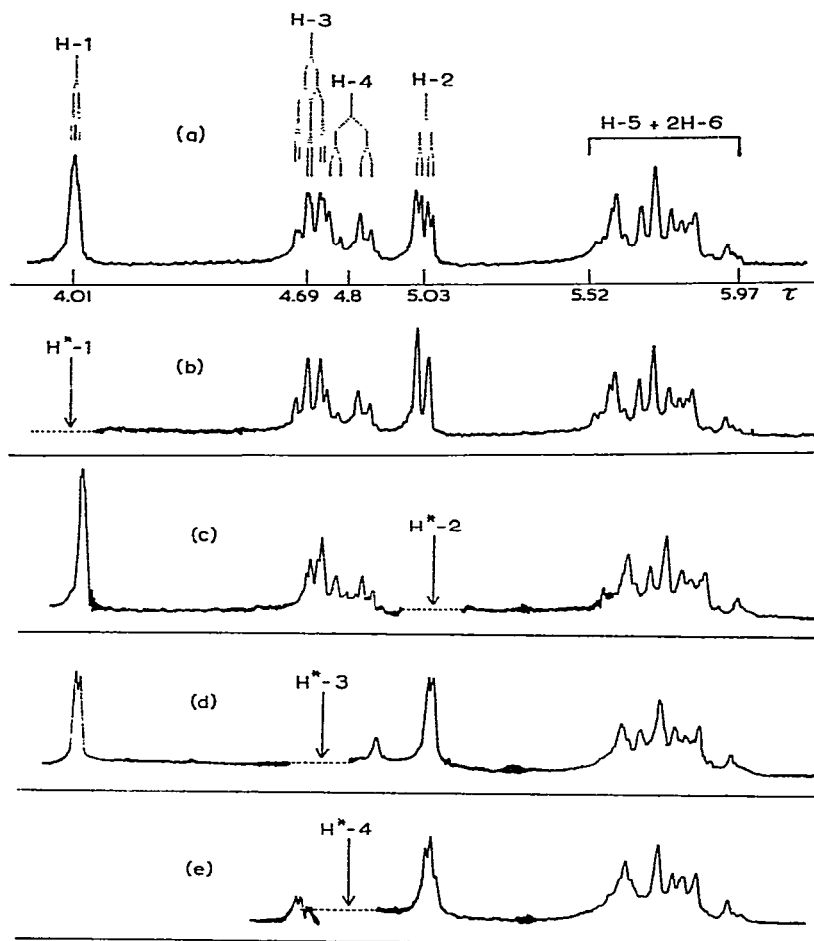 H-3
H-1
H-4
H-2
H-5 + 2H-6
(a)
4.01 4.69 4.8 5.03 5.52 5.97 τ
H*-1
(b)
(c)
H*-2
(d)
H*-3
(e)
H*-4